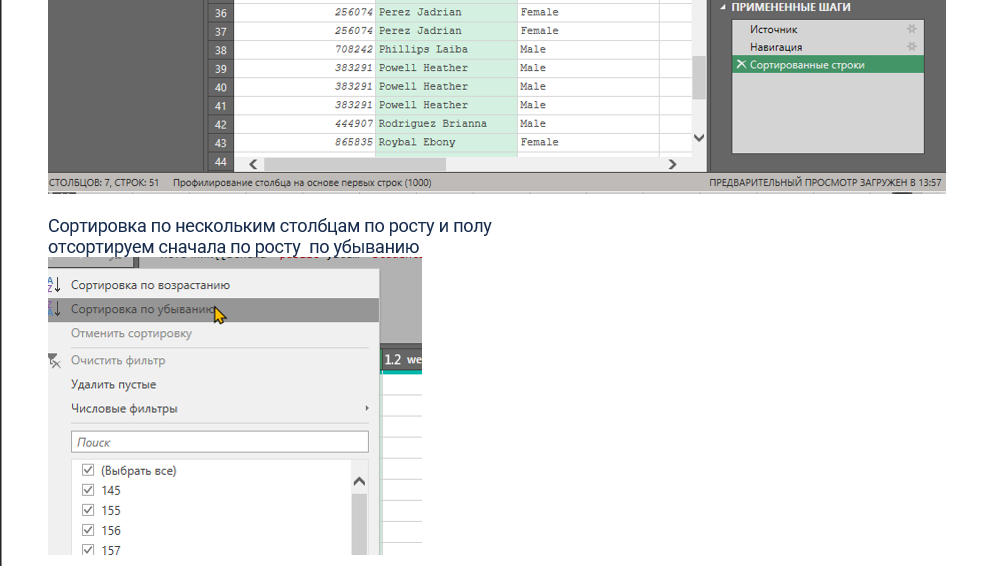 36 256074 Perez Jadrian Female
37 256074 Perez Jadrian Female
38 708242 Phillips Laiba Male
39 383291 Powell Heather Male
40 383291 Powell Heather Male
41 383291 Powell Heather Male
42 444907 Rodriguez Brianna Male
43 865835 Roybal Ebony Female
44
ПРИМЕНЕННЫЕ ШАГИ
Источник
Навигация
Сортированные строки
СТОЛБЦОВ: 7, СТРОК: 51 Профилирование столбца на основе первых строк (1000) ПРЕДВАРИТЕЛЬНЫЙ ПРОСМОТР ЗАГРУЖЕН В 13:57
Сортировка по нескольким столбцам по росту и полу
отсортируем сначала по росту по убыванию
Сортировка по возрастанию
Сортировка по убыванию
Отменить сортировку
1.2 we
Очистить фильтр
Удалить пустые
Числовые фильтры
Поиск
(Выбрать все)
145
155
156
157